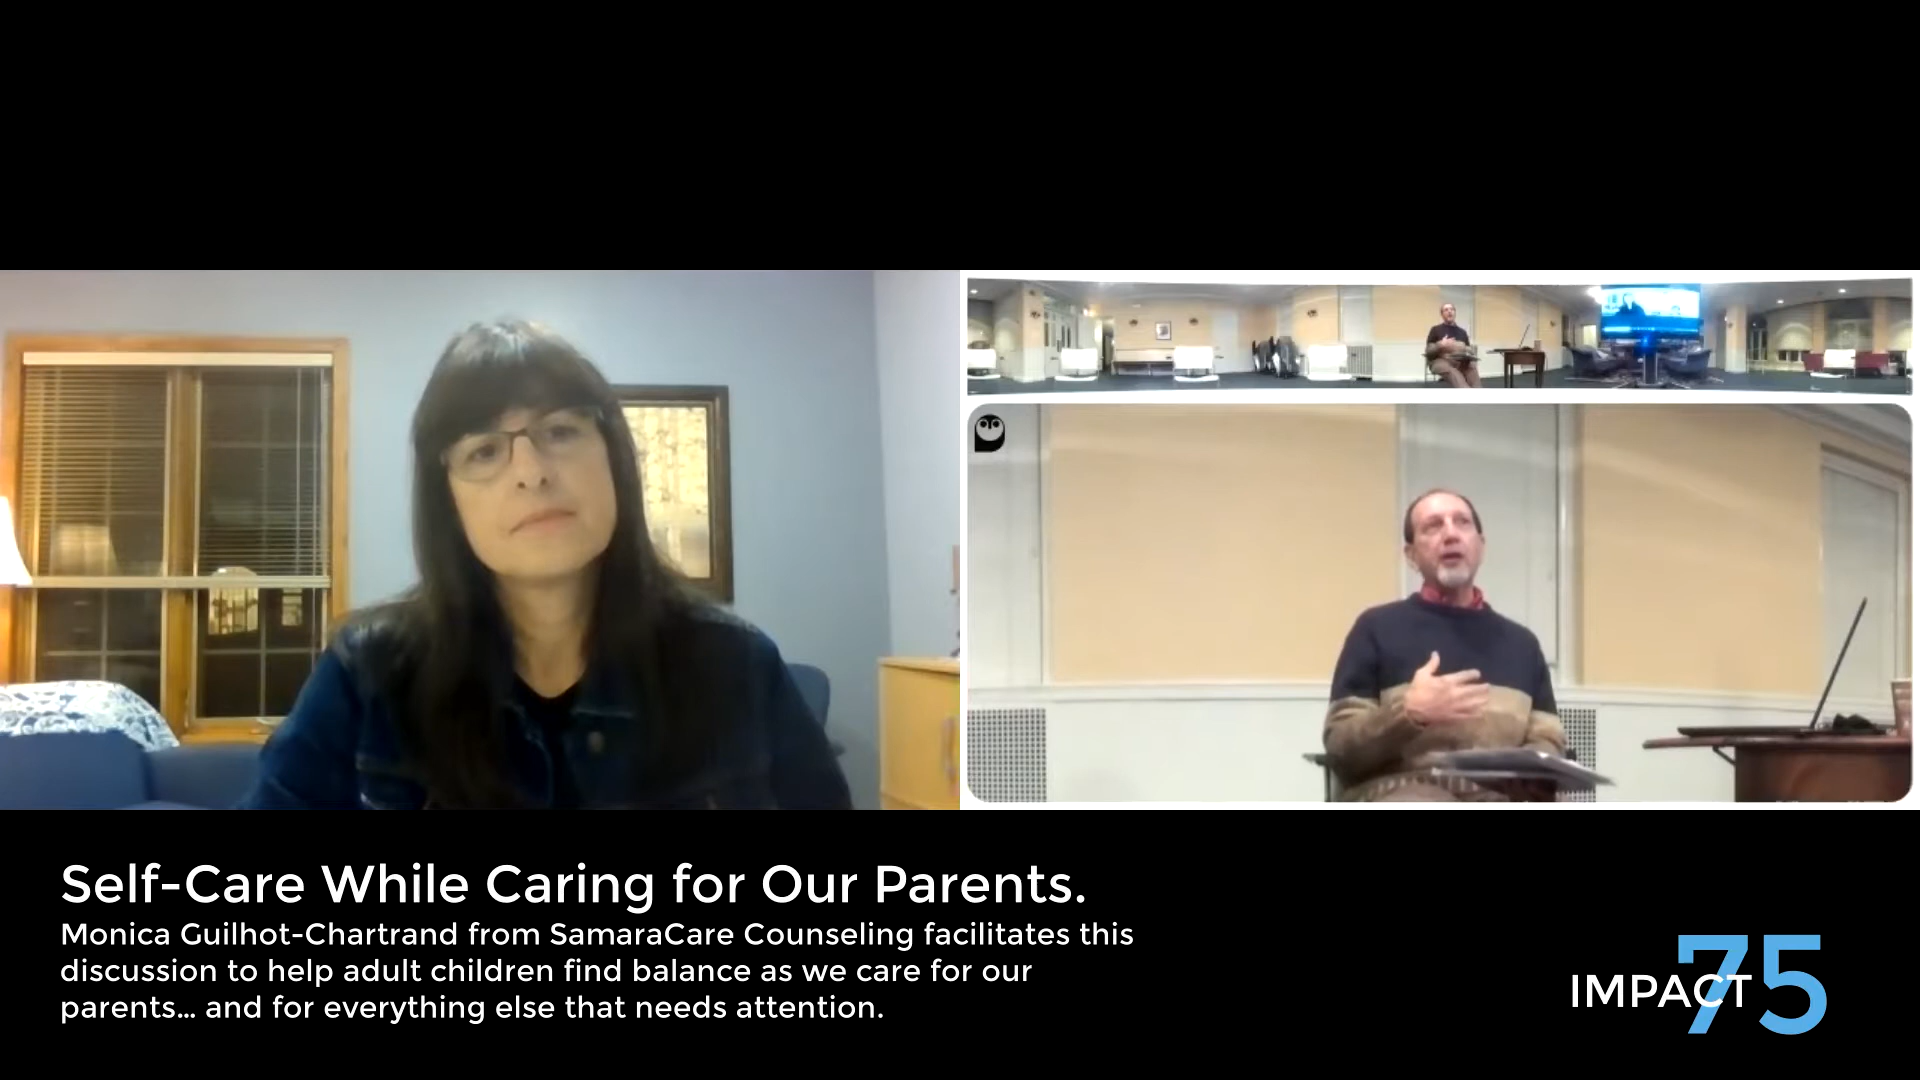 Self-Care While Caring for Our Parents.
Monica Guilhot-Chartrand from SamaraCare Counseling facilitates this
discussion to help adult children find balance as we care for our
parents... and for everything else that needs attention.
IMPACT
75